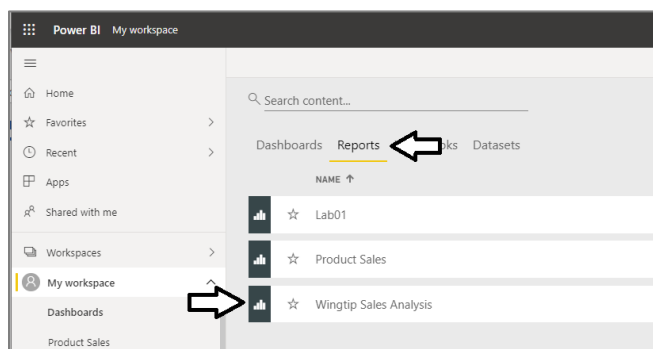 Power BI My workspace
Home
Favorites
Recent
Apps
Shared with me
Workspaces
My workspace
Dashboards
Product Sales
Search content...
Dashboards Reports Datasets
NAME
Lab01
Product Sales
Wingtip Sales Analysis